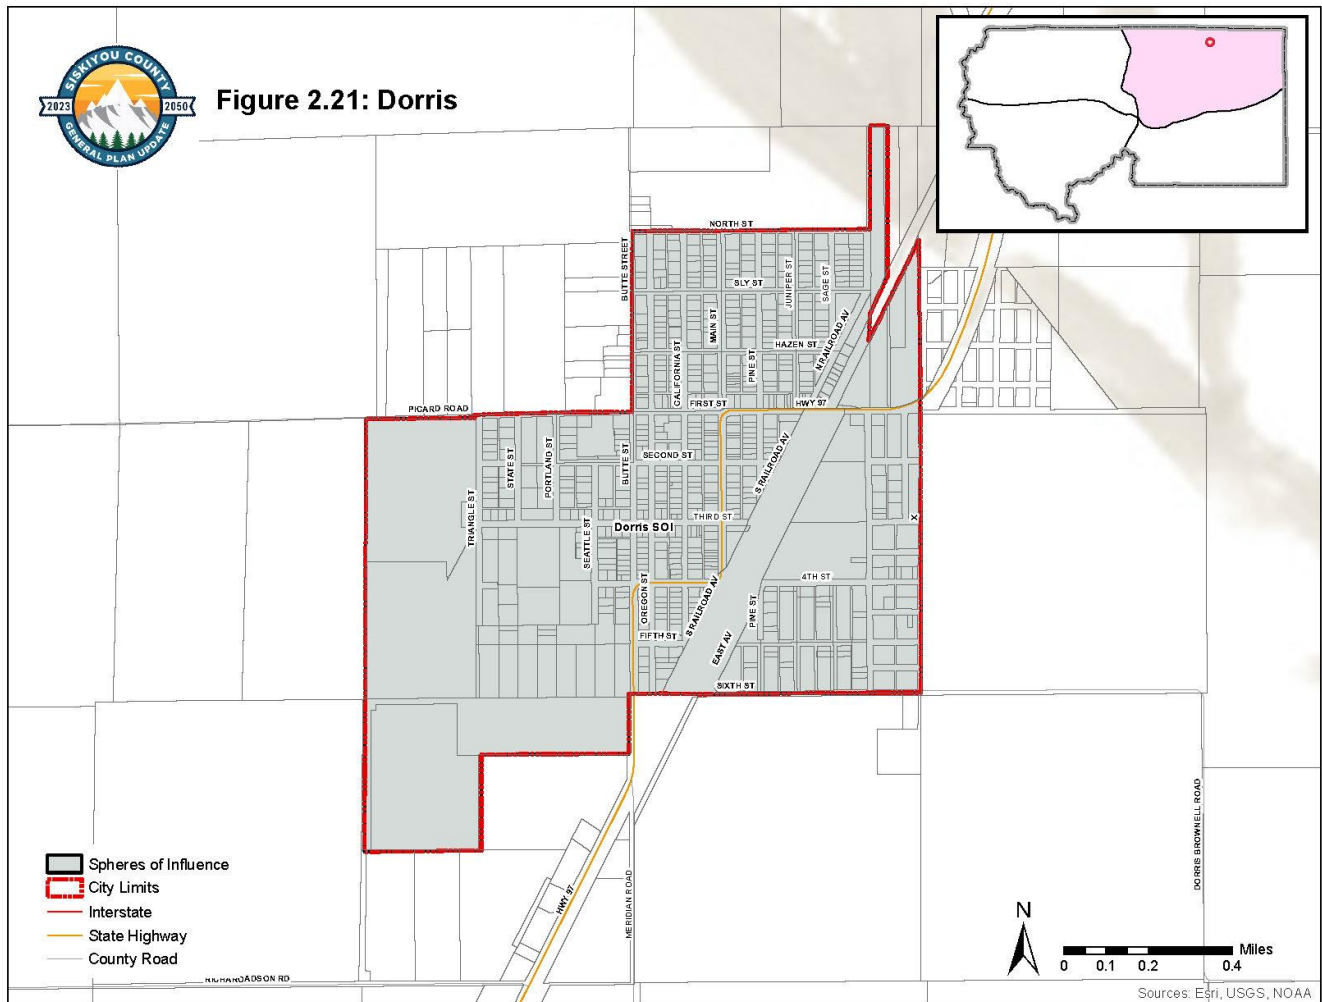 SISKIYOU COUNTY
2023
2050
GENERAL PLAN UPDATE
Figure 2.21: Dorris
NORTH ST
BUTTE STREET
SLY ST
JUNIPER ST
SAGE ST
MAIN ST
CALIFORNIA ST
HAZEN ST
N RAILROAD AV
PINE ST
PICARD ROAD
FIRST ST
HWY 97
STATE ST
PORTLAND ST
BUTTE ST
SECOND ST
S RAILROAD AV
TRIANGLE ST
SEATTLE ST
Dorris SOI
THIRD ST
X
OREGON ST
S RAILROAD AV
4TH ST
PINE ST
FIFTH ST
EAST AV
SIXTH ST
DORRIS BROWNELL ROAD
HWY 97
MERIDIAN ROAD
RICHARDADSON RD
Spheres of Influence
City Limits
Interstate
State Highway
County Road
N
Miles
0 0.1 0.2 0.4
Sources: Esri, USGS, NOAA